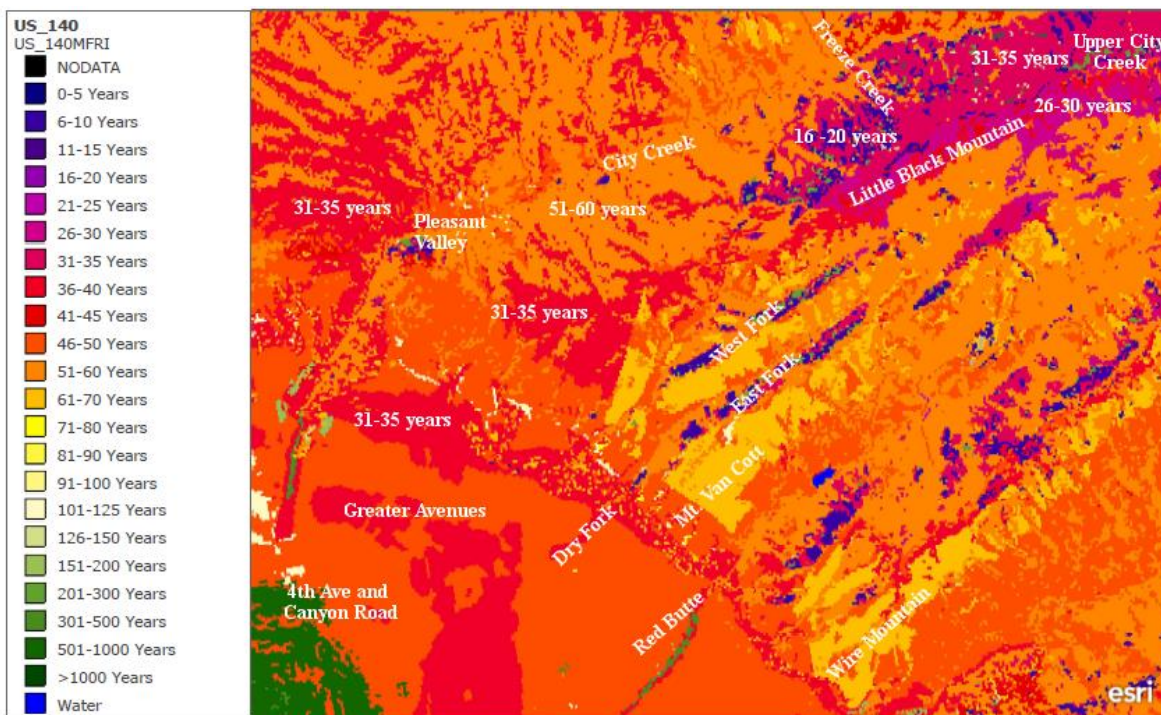 US_140
US_140MFRI
NODATA
0-5 Years
6-10 Years
11-15 Years
16-20 Years
21-25 Years
26-30 Years
31-35 Years
36-40 Years
41-45 Years
46-50 Years
51-60 Years
61-70 Years
71-80 Years
81-90 Years
91-100 Years
101-125 Years
126-150 Years
151-200 Years
201-300 Years
301-500 Years
501-1000 Years
>1000 Years
Water
Freeze Creek
31-35 years
Upper City
Creek
26-30 years
16 -20 years
Little Black Mountain
City Creek
31-35 years
51-60 years
Pleasant
Valley
31-35 years
West Fork
East Fork
31-35 years
Mt. Van Cott
Greater Avenues
Dry Fork
4th Ave and
Canyon Road
Red Butte
Wire Mountain
esri